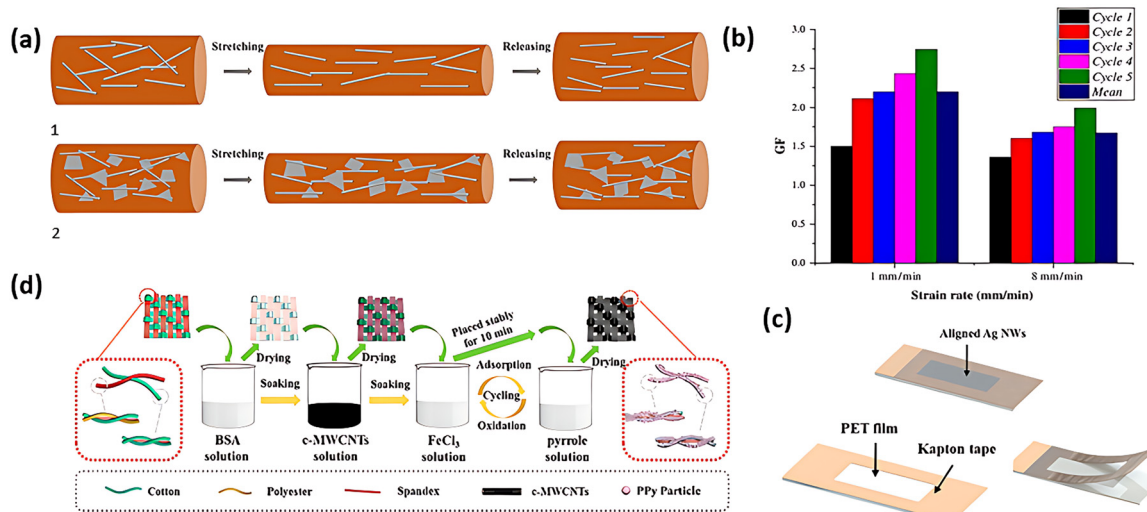 (a)
Stretching
Releasing
1
Stretching
Releasing
2
(b)
Cycle 1
Cycle 2
Cycle 3
Cycle 4
Cycle 5
Mean
3.0
2.5
2.0
1.5
1.0
0.5
0.0
GF
1 mm/min
8 mm/min
Strain rate (mm/min)
(c)
Aligned Ag NWs
PET film
Kapton tape
(d)
Placed stably
for 10 min
Drying
Drying
Drying
Soaking
Soaking
Adsorption
Cycling
Oxidation
BSA
solution
c-MWCNTs
solution
FeCl₃
solution
pyrrole
solution
Cotton
Polyester
Spandex
c-MWCNTs
PPy Particle